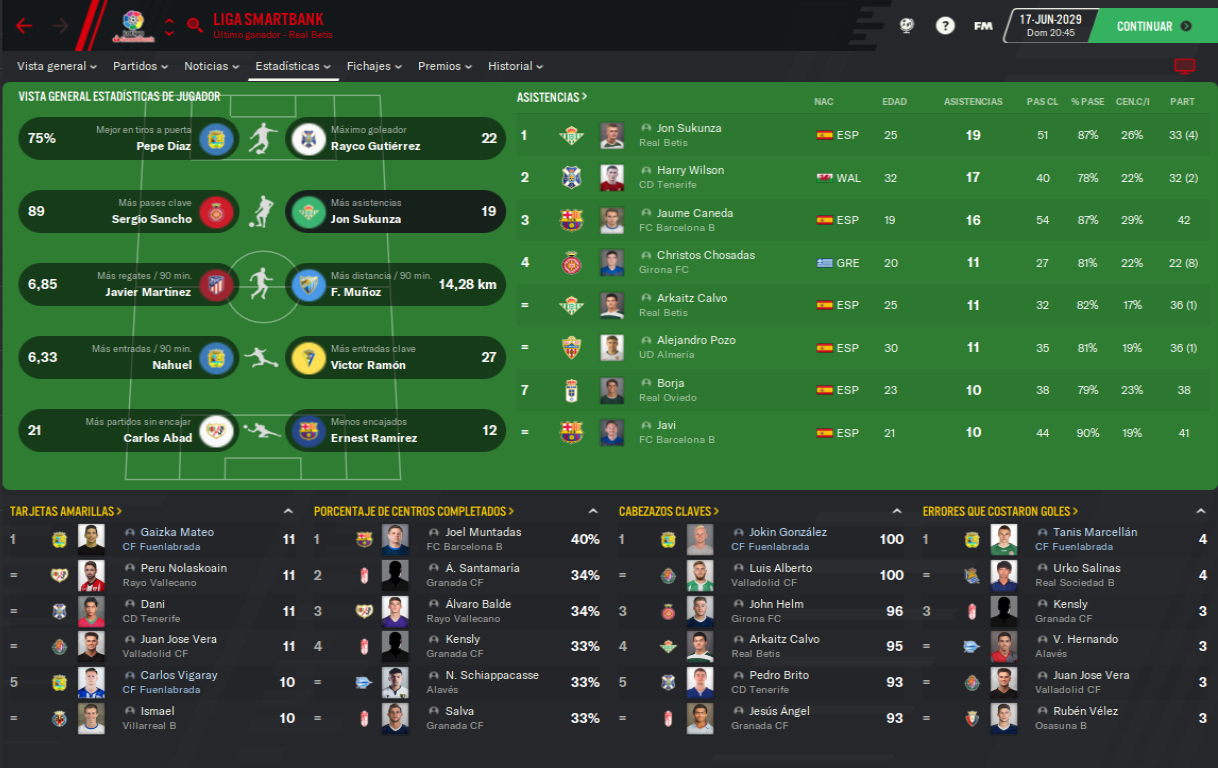 LIGA SMARTBANK
Último ganador - Real Betis
FM
17-JUN-2029
Dom 20:45
CONTINUAR
Vista general Partidos Noticias Estadísticas Fichajes Premios Historial
VISTA GENERAL ESTADÍSTICAS DE JUGADOR
75% Mejor en tiros a puerta
Pepe Díaz
Máximo goleador 22
Rayco Gutiérrez
89 Más pases clave
Sergio Sancho
Más asistencias 19
Jon Sukunza
6,85 Más regates / 90 min.
Javier Martínez
Más distancia / 90 min. 14,28 km
F. Muñoz
6,33 Más entradas / 90 min.
Nahuel
Más entradas clave 27
Víctor Ramón
21 Más partidos sin encajar
Carlos Abad
Menos encajados 12
Ernest Ramírez
ASISTENCIAS > NAC EDAD ASISTENCIAS PAS CL % PASE CEN.C/I PART
1 Jon Sukunza ESP 25 19 51 87% 26% 33 (4)
Real Betis
2 Harry Wilson WAL 32 17 40 78% 22% 32 (2)
CD Tenerife
3 Jaume Caneda ESP 19 16 54 87% 29% 42
FC Barcelona B
4 Christos Chosadas GRE 20 11 27 81% 22% 22 (8)
Girona FC
= Arkaitz Calvo ESP 25 11 32 82% 17% 36 (1)
Real Betis
= Alejandro Pozo ESP 30 11 35 81% 19% 36 (1)
UD Almería
7 Borja ESP 23 10 38 79% 23% 38
Real Oviedo
= Javi ESP 21 10 44 90% 19% 41
FC Barcelona B
TARJETAS AMARILLAS >
1 Gaizka Mateo 11
CF Fuenlabrada
= Peru Nolaskoain 11
Rayo Vallecano
= Dani 11
CD Tenerife
= Juan Jose Vera 11
Valladolid CF
5 Carlos Vigaray 10
CF Fuenlabrada
= Ismael 10
Villarreal B
PORCENTAJE DE CENTROS COMPLETADOS >
1 Joel Muntadas 40%
FC Barcelona B
2 Á. Santamaría 34%
Granada CF
3 Álvaro Balde 34%
Rayo Vallecano
4 Kensly 33%
Granada CF
= N. Schiappacasse 33%
Alavés
= Salva 33%
Granada CF
CABEZAZOS CLAVES >
1 Jokin González 100
CF Fuenlabrada
= Luis Alberto 100
Valladolid CF
3 John Helm 96
Girona FC
4 Arkaitz Calvo 95
Real Betis
5 Pedro Brito 93
CD Tenerife
= Jesús Ángel 93
Granada CF
ERRORES QUE COSTARON GOLES >
1 Tanis Marcellán 4
CF Fuenlabrada
= Urko Salinas 4
Real Sociedad B
3 Kensly 3
Granada CF
= V. Hernando 3
Alavés
= Juan Jose Vera 3
Valladolid CF
= Rubén Vélez 3
Osasuna B